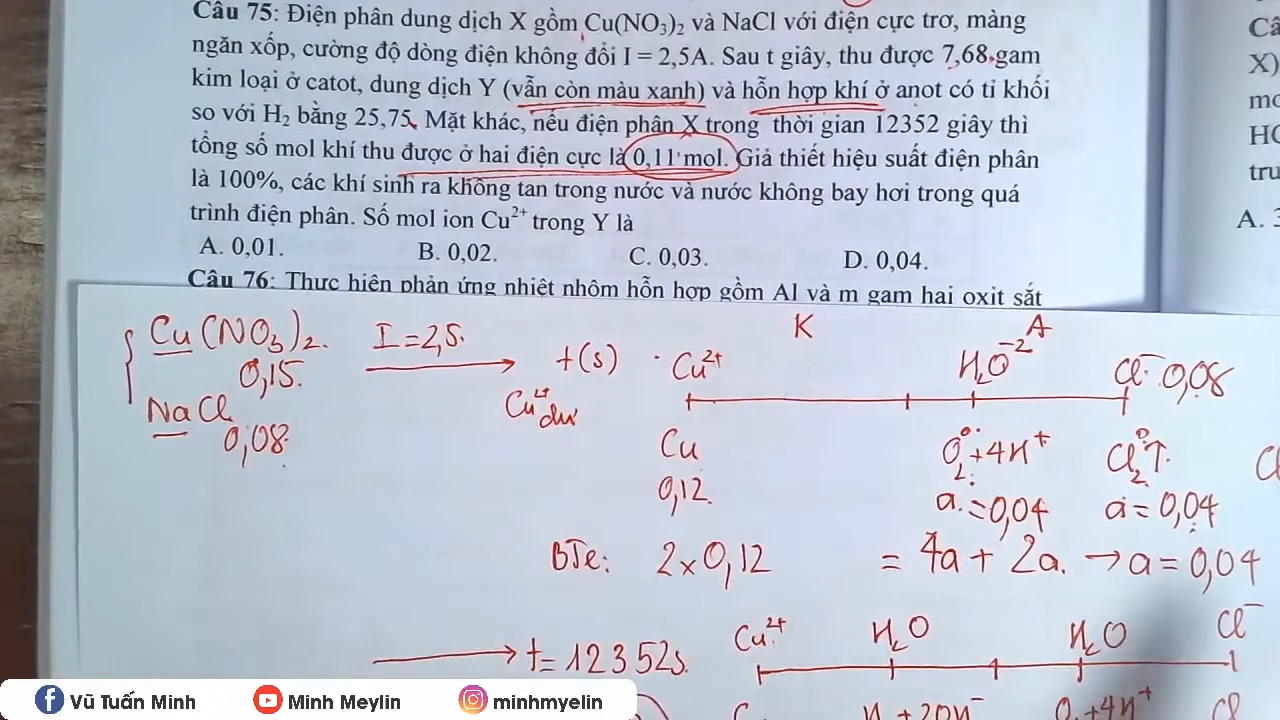 Câu 75: Điện phân dung dịch X gồm Cu(NO3)2 và NaCl với điện cực trơ, màng
ngăn xốp, cường độ dòng điện không đổi I = 2,5A. Sau t giây, thu được 7,68 gam
kim loại ở catot, dung dịch Y (vẫn còn màu xanh) và hỗn hợp khí ở anot có tỉ khối
so với H2 bằng 25,75. Mặt khác, nếu điện phân X trong thời gian 12352 giây thì
tổng số mol khí thu được ở hai điện cực là 0,11 mol. Giả thiết hiệu suất điện phân
là 100%, các khí sinh ra không tan trong nước và nước không bay hơi trong quá
trình điện phân. Số mol ion Cu2+ trong Y là
A. 0,01. B. 0,02. C. 0,03. D. 0,04.
Câu 76: Thực hiện phản ứng nhiệt nhôm hỗn hợp gồm Al và m gam hai oxit sắt
Câ
X)
mo
HC
tru
A. 3
K A
Cu(NO3)2. I=2,5. t(s) Cu2+ H2O-2 Cl- 0,08
0,15.
NaCl Cu2+ dư
0,08.
Cu O2 + 4H+ Cl2↑
0,12 a = 0,04 a = 0,04
BTe: 2x0,12 = 4a + 2a. → a = 0,04
Cu2+ H2O H2O Cl-
t= 12352s.
H2 + 2OH- O2 + 4H+ Cl
Vũ Tuấn Minh Minh Meylin minhmyelin